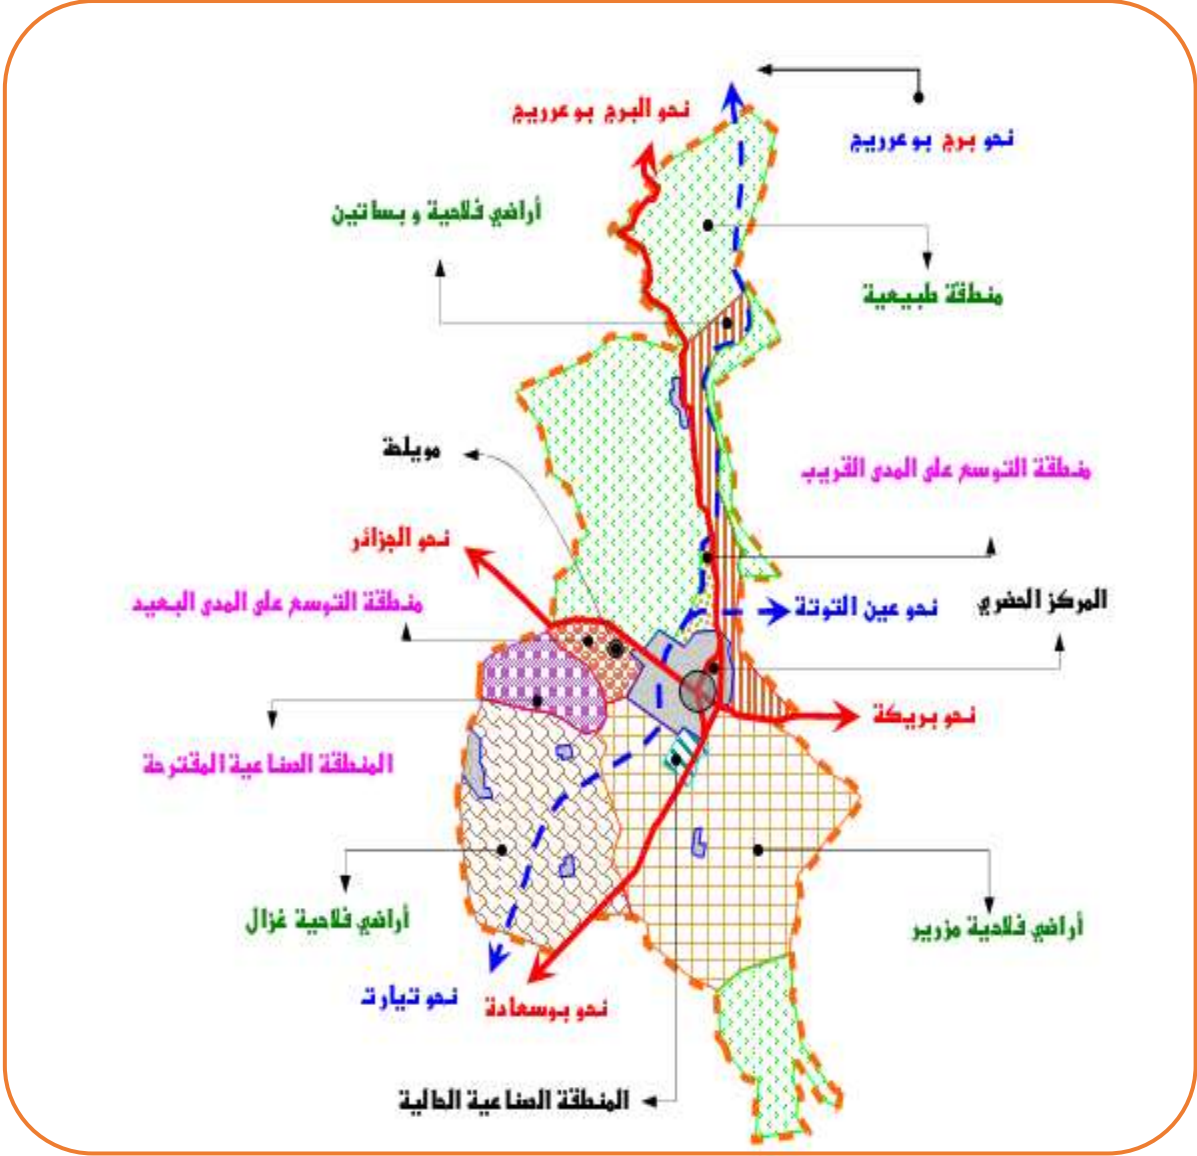 نحو البرج بوعرريج
نحو برج بوعرريج
أراضي فلاحية و بساتين
منطقة طبيعية
مويلحة
منطقة التوسع على المدى القريب
نحو الجزائر
منطقة التوسع على المدى البعيد
نحو عين التوتة
المركز الحضري
نحو بريكة
المنطقة الصناعية المقترحة
أراضي فلاحية غزال
أراضي فلاحية مزرير
نحو تيارت
نحو بوسعادة
المنطقة الصناعية الحالية